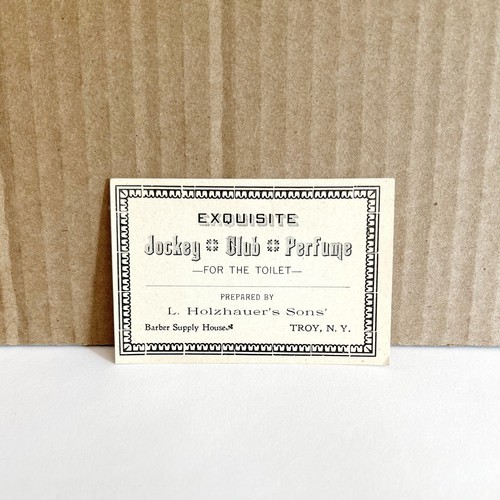 EXQUISITE
Jockey Club Perfume
—FOR THE TOILET—
PREPARED BY
L. Holzhauer's Sons'
Barber Supply House TROY, N. Y.